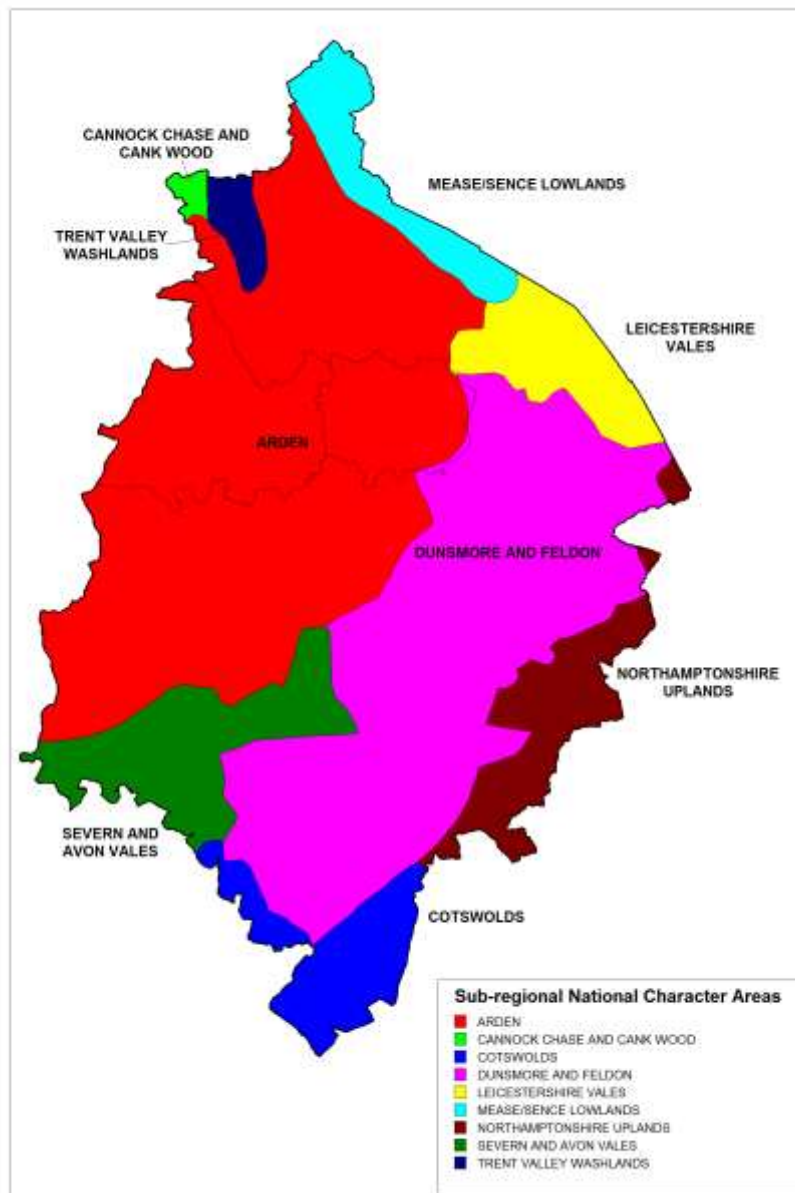 CANNOCK CHASE AND
CANK WOOD
MEASE/SENCE LOWLANDS
TRENT VALLEY
WASHLANDS
LEICESTERSHIRE
VALES
ARDEN
DUNSMORE AND FELDON
NORTHAMPTONSHIRE
UPLANDS
SEVERN AND
AVON VALES
COTSWOLDS
Sub-regional National Character Areas
ARDEN
CANNOCK CHASE AND CANK WOOD
COTSWOLDS
DUNSMORE AND FELDON
LEICESTERSHIRE VALES
MEASE/SENCE LOWLANDS
NORTHAMPTONSHIRE UPLANDS
SEVERN AND AVON VALES
TRENT VALLEY WASHLANDS